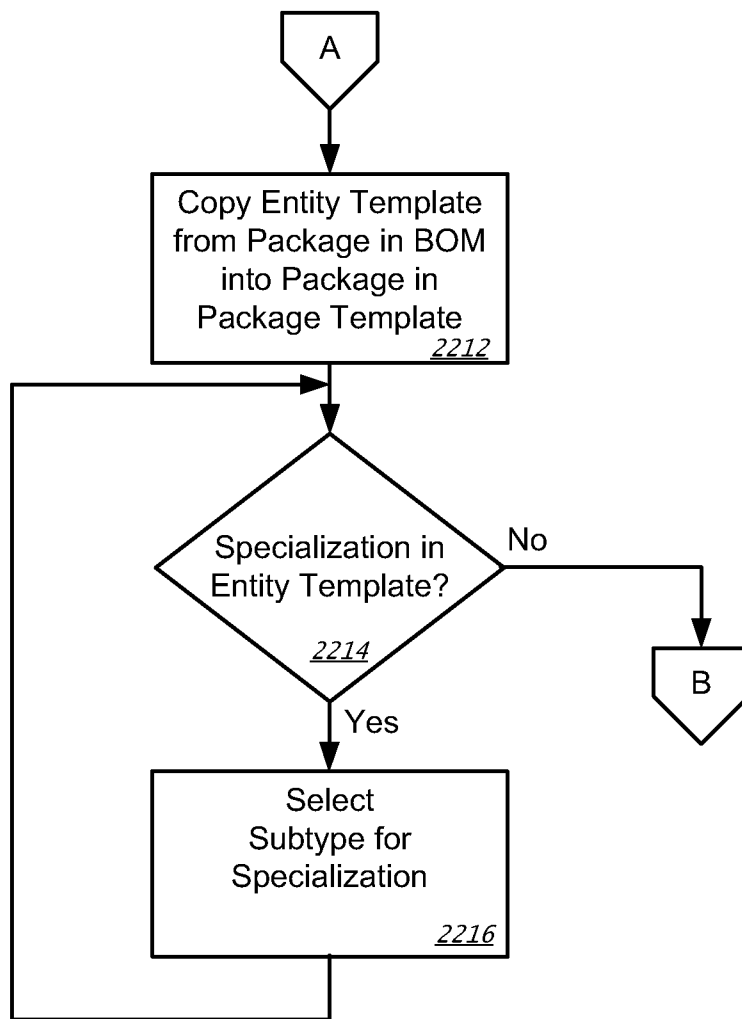 A
Copy Entity Template
from Package in BOM
into Package in
Package Template
2212
Specialization in
Entity Template?
2214
No
B
Yes
Select
Subtype for
Specialization
2216